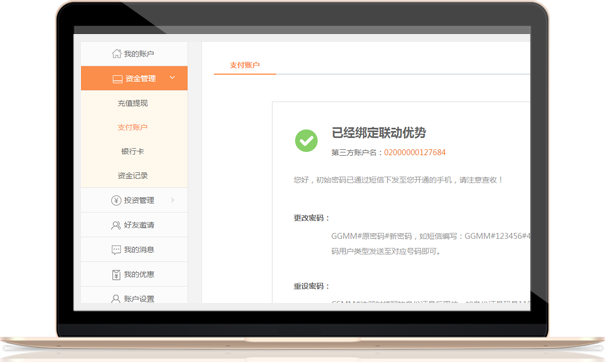 我的账户
资金管理
充值提现
支付账户
银行卡
资金记录
投资管理
好友邀请
我的消息
我的优惠
账户设置
支付账户
已经绑定联动优势
第三方账户名：02000000127684
您好，初始密码已通过短信下发至您开通的手机，请注意查收！
更改密码：
GGMM#原密码#新密码，如短信编写：GGMM#123456#4
码用户类型发送至对应号码即可。
重设密码：